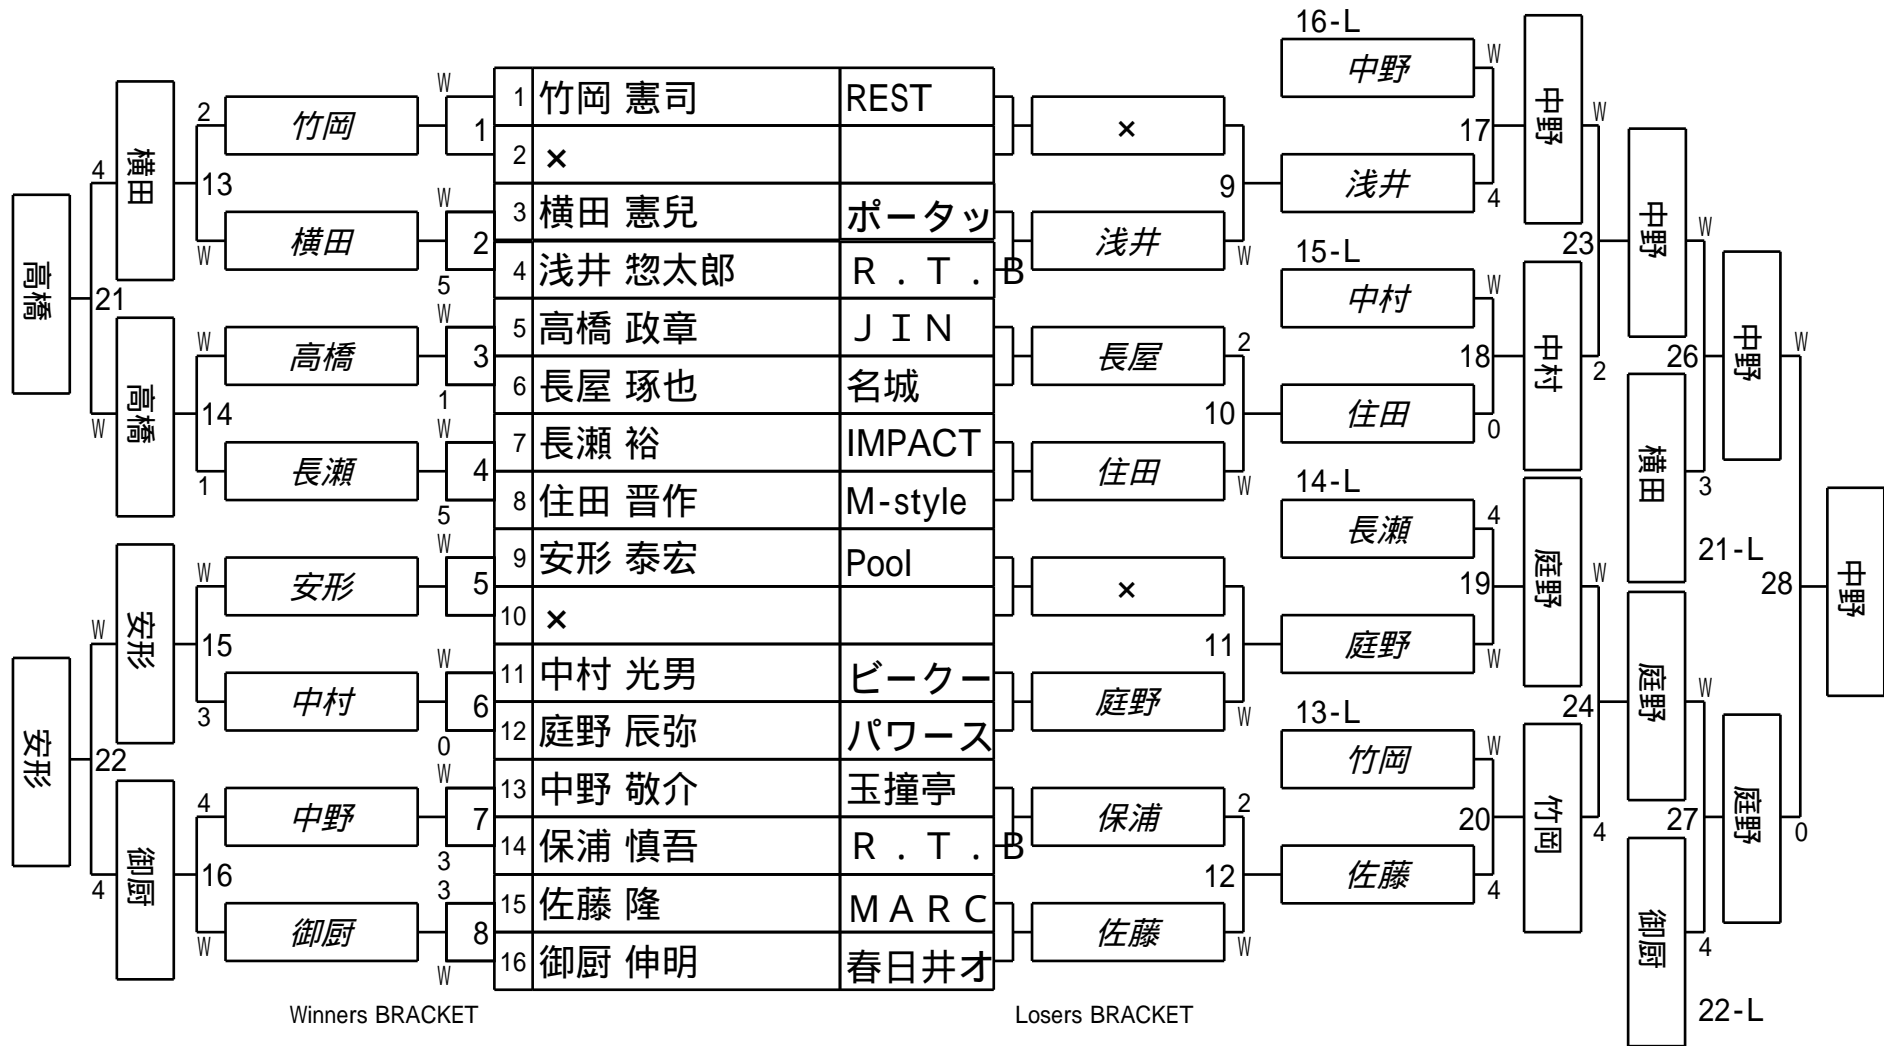 16-L
中野 W
17
浅井 4
中野 W
15-L
中村 W
18
住田 0
中村 2
23
14-L
長瀬 4
19
庭野 W
庭野 W
13-L
竹岡 W
20
佐藤 4
竹岡 4
24
中野 W
26
横田 3
21-L
庭野 W
27
御厨 4
22-L
中野 W
28
庭野 0
中野
1 竹岡 憲司 REST
2 ×
3 横田 憲兒 ポータッ
4 浅井 惣太郎 R．T．B
5 高橋 政章 ＪＩＮ
6 長屋 琢也 名城
7 長瀬 裕 IMPACT
8 住田 晋作 M-style
9 安形 泰宏 Pool
10 ×
11 中村 光男 ビークー
12 庭野 辰弥 パワース
13 中野 敬介 玉撞亭
14 保浦 慎吾 R．T．B
15 佐藤 隆 ＭＡＲＣ
16 御厨 伸明 春日井オ
W 1
W 2 5
W 3 1
W 4 5
W 5
W 6 0
W 7 3
3 8 W
2 竹岡
13
W 横田
W 高橋
14
1 長瀬
W 安形
15
3 中村
4 中野
16
W 御厨
4 横田
21
W 高橋
W 安形
22
4 御厨
高橋
安形
×
9
浅井 W
長屋 2
10
住田 W
×
11
庭野 W
保浦 2
12
佐藤 W
Winners BRACKET
Losers BRACKET